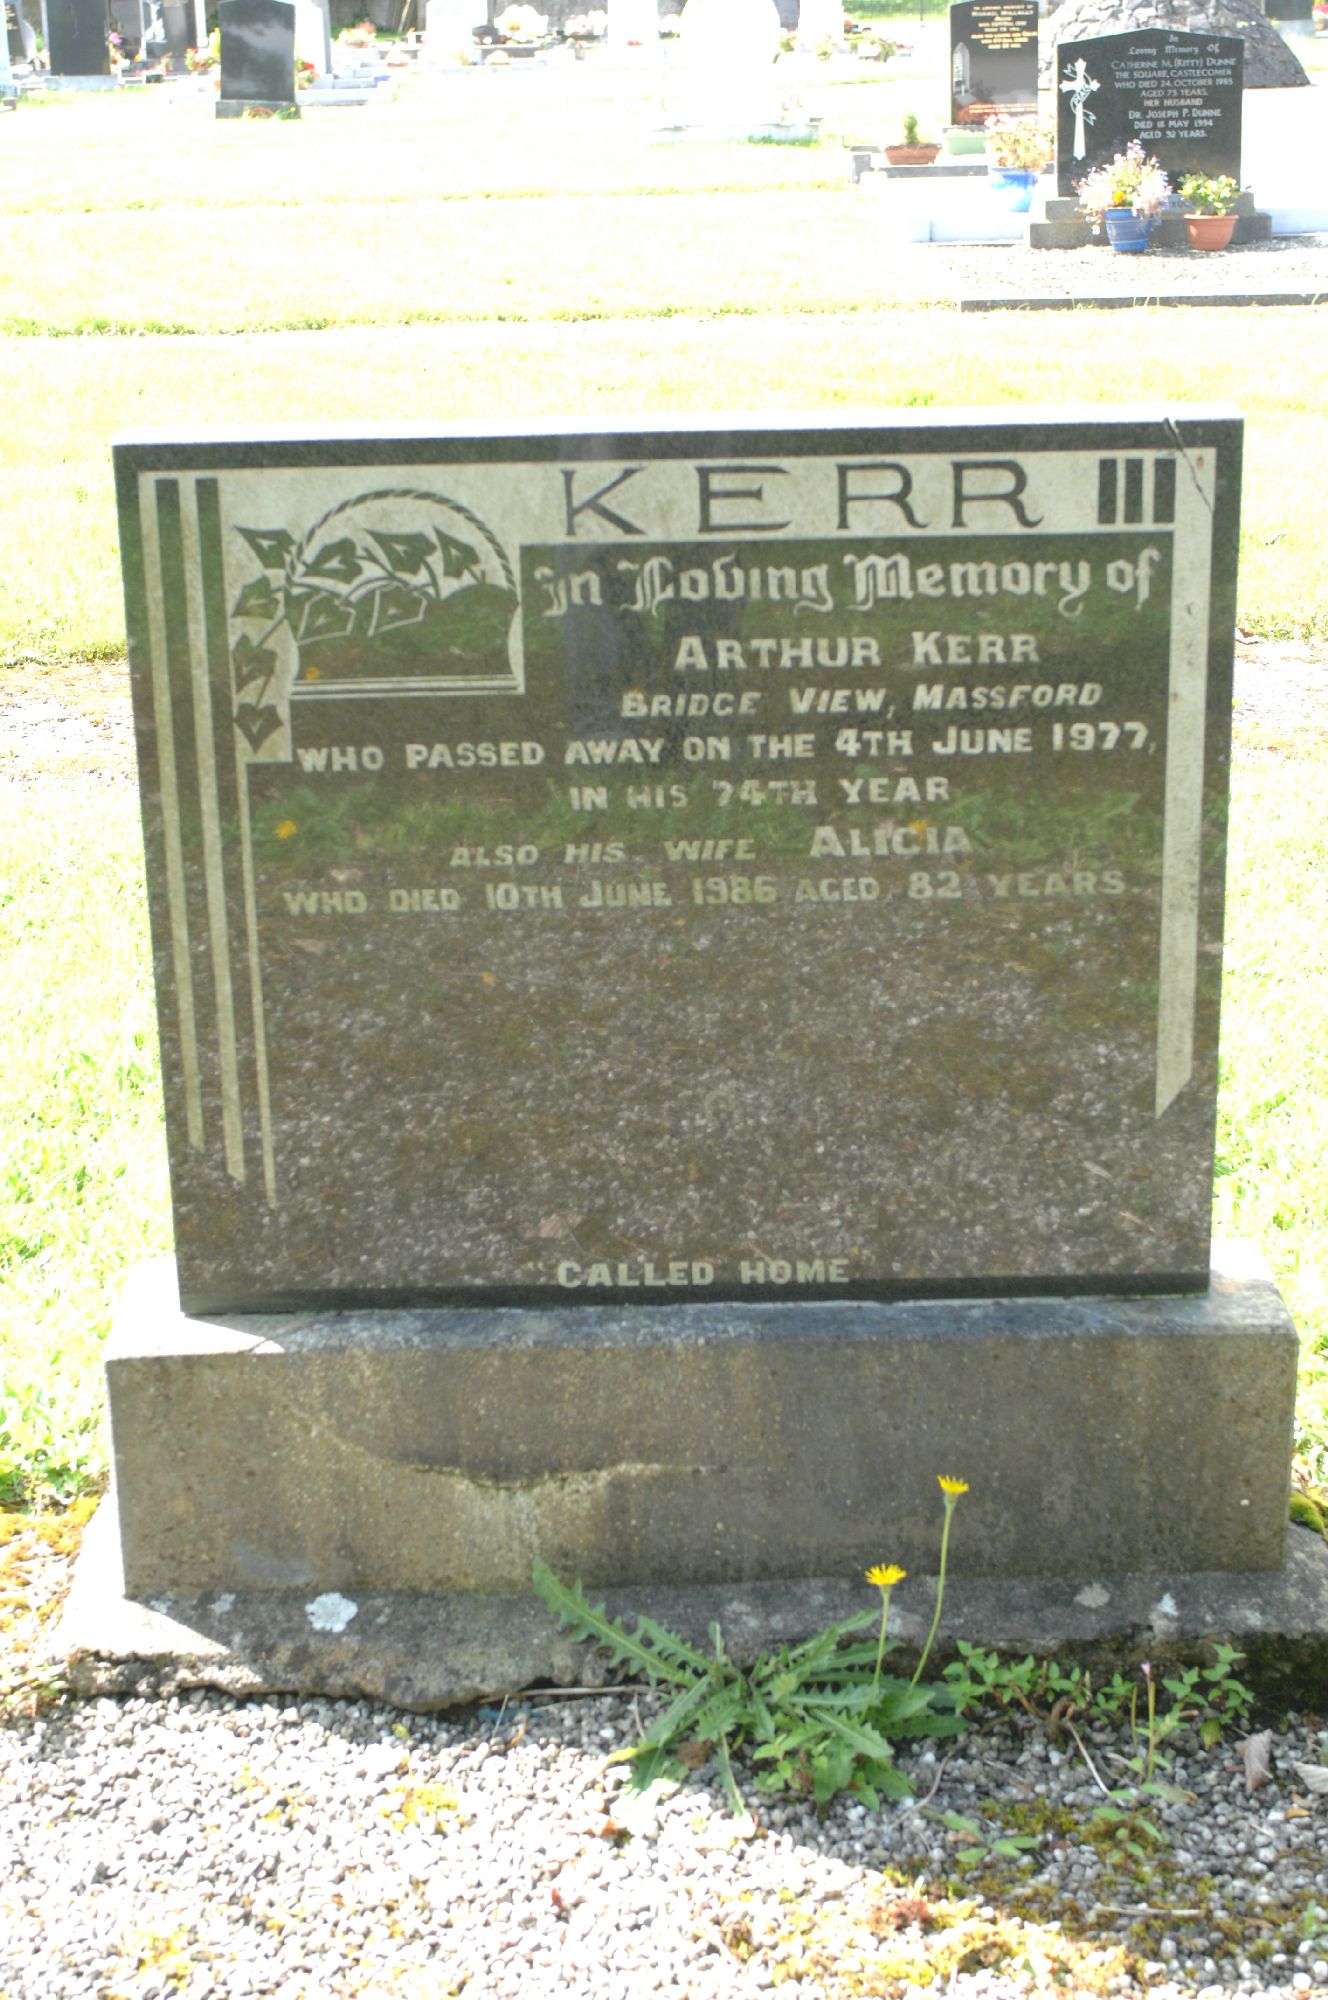 KERR
In Loving Memory of
ARTHUR KERR
BRIDGE VIEW, MASSFORD
WHO PASSED AWAY ON THE 4TH JUNE 1977,
IN HIS 74TH YEAR
ALSO HIS WIFE ALICIA
WHO DIED 10TH JUNE 1986 AGED 82 YEARS.
"CALLED HOME"
In
Loving Memory Of
CATHERINE M. (KITTY) DUNNE
THE SQUARE, CASTLECOMER
WHO DIED 24. OCTOBER 1985
AGED 75 YEARS.
HER HUSBAND
DR. JOSEPH P. DUNNE
DIED 18 MAY 1994
AGED 92 YEARS.